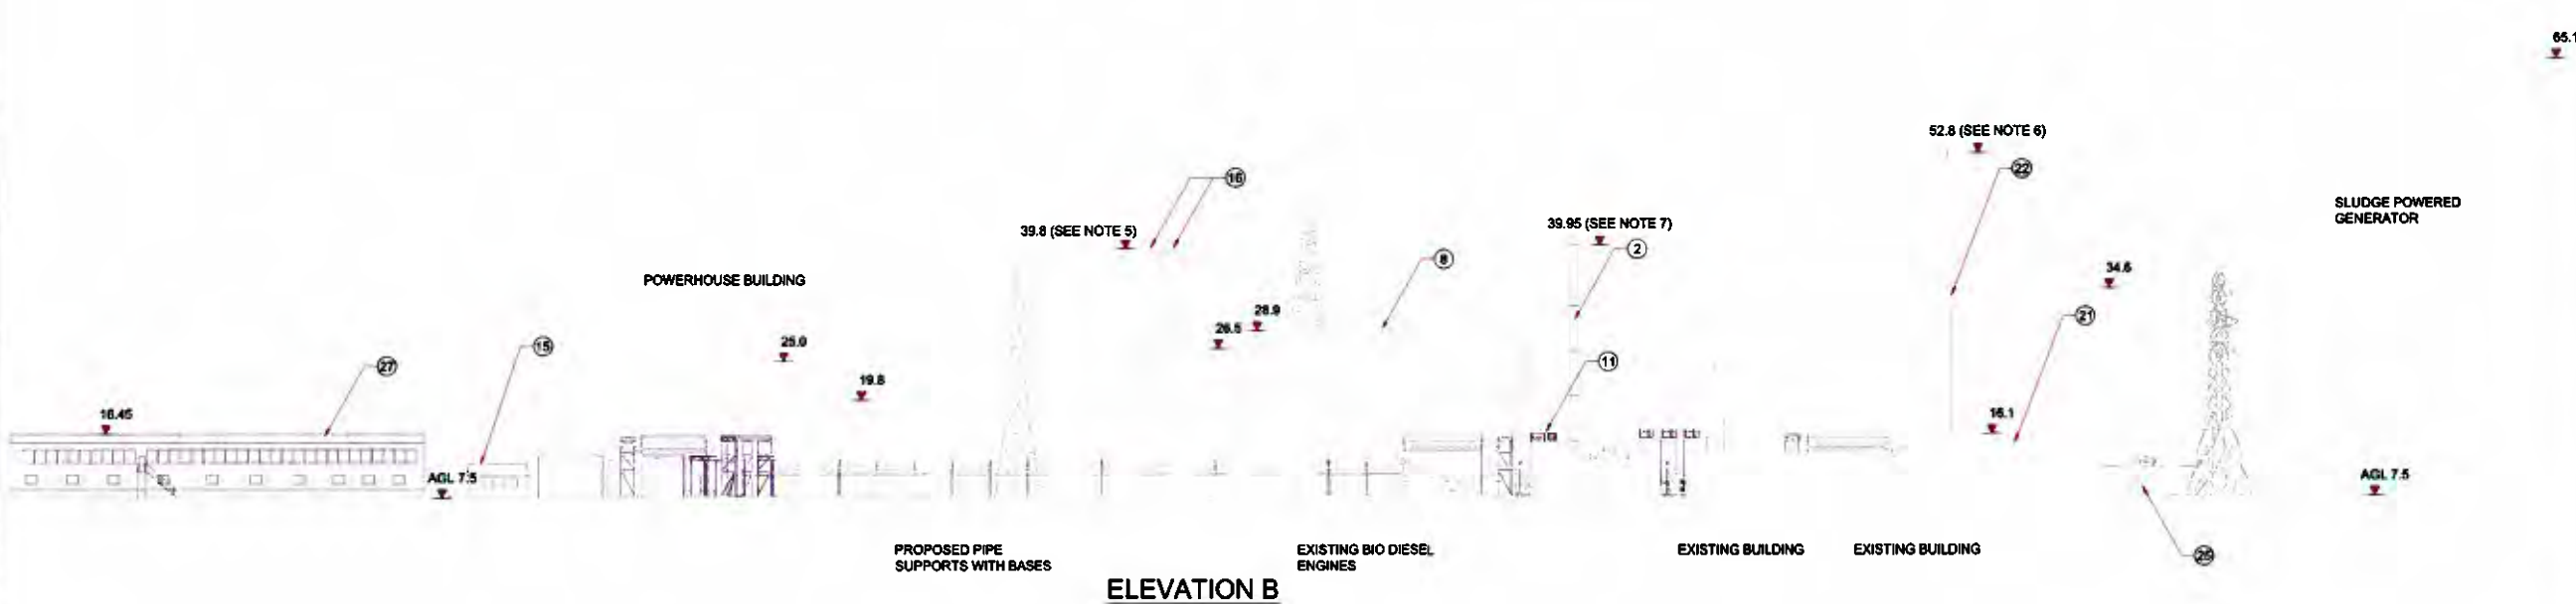 65.1
52.8 (SEE NOTE 6)
22
16
SLUDGE POWERED
GENERATOR
39.8 (SEE NOTE 5)
39.95 (SEE NOTE 7)
2
8
34.6
POWERHOUSE BUILDING
28.9
26.5
21
25.0
15
11
27
19.8
16.45
16.1
AGL 7.5
AGL 7.5
PROPOSED PIPE
SUPPORTS WITH BASES
EXISTING BIO DIESEL
ENGINES
EXISTING BUILDING
EXISTING BUILDING
ELEVATION B